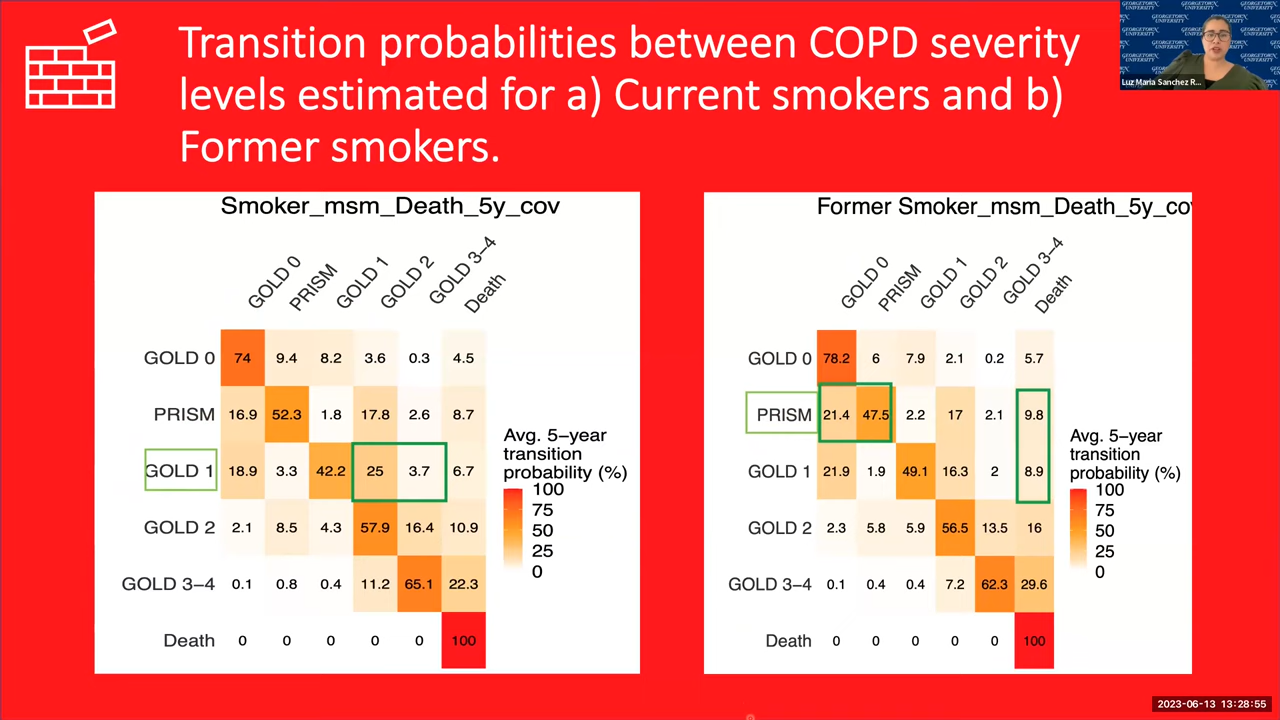 Transition probabilities between COPD severity
levels estimated for a) Current smokers and b)
Former smokers.
GEORGETOWN
UNIVERSITY
Luz Maria Sanchez R...
Smoker_msm_Death_5y_cov
GOLD 0
PRISM
GOLD 1
GOLD 2
GOLD 3-4
Death
GOLD 0 74 9.4 8.2 3.6 0.3 4.5
PRISM 16.9 52.3 1.8 17.8 2.6 8.7
GOLD 1 18.9 3.3 42.2 25 3.7 6.7
GOLD 2 2.1 8.5 4.3 57.9 16.4 10.9
GOLD 3-4 0.1 0.8 0.4 11.2 65.1 22.3
Death 0 0 0 0 0 100
Avg. 5-year
transition
probability (%)
100
75
50
25
0
Former Smoker_msm_Death_5y_cov
GOLD 0
PRISM
GOLD 1
GOLD 2
GOLD 3-4
Death
GOLD 0 78.2 6 7.9 2.1 0.2 5.7
PRISM 21.4 47.5 2.2 17 2.1 9.8
GOLD 1 21.9 1.9 49.1 16.3 2 8.9
GOLD 2 2.3 5.8 5.9 56.5 13.5 16
GOLD 3-4 0.1 0.4 0.4 7.2 62.3 29.6
Death 0 0 0 0 0 100
Avg. 5-year
transition
probability (%)
100
75
50
25
0
2023-06-13 13:28:55